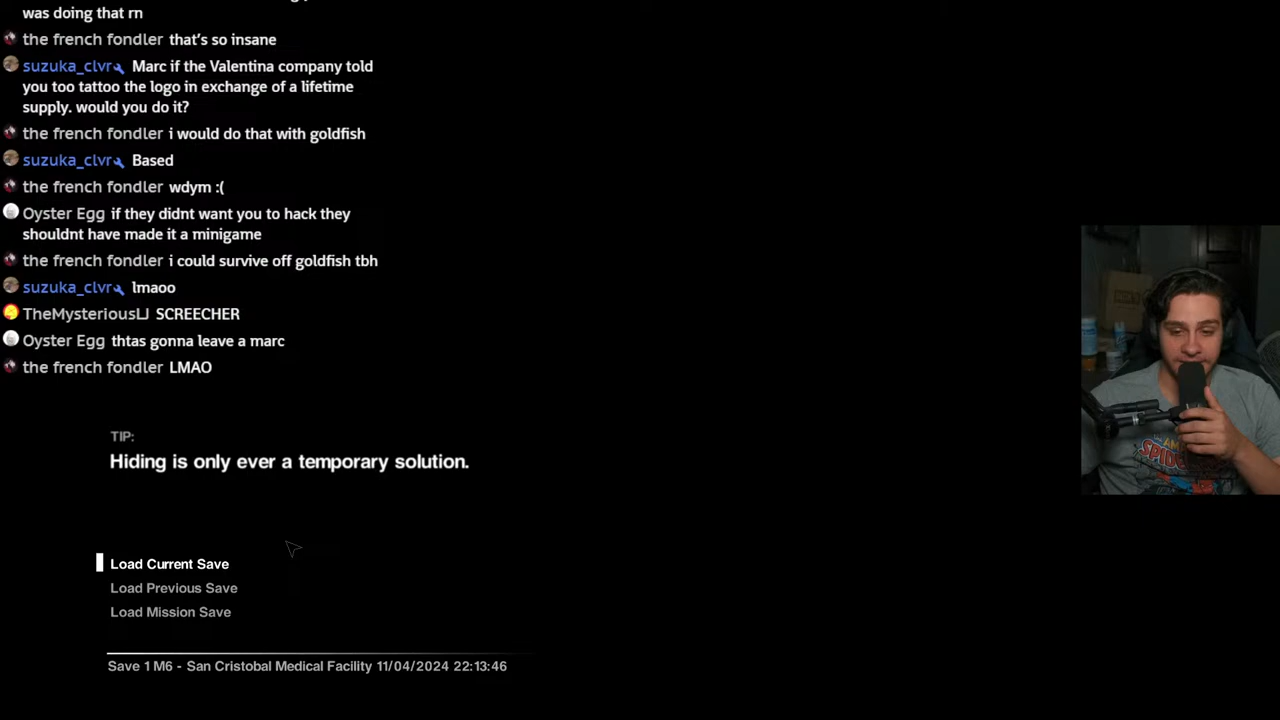 was doing that rn
the french fondler that's so insane
suzuka_clvr Marc if the Valentina company told
you too tattoo the logo in exchange of a lifetime
supply. would you do it?
the french fondler i would do that with goldfish
suzuka_clvr Based
the french fondler wdym :(
Oyster Egg if they didnt want you to hack they
shouldnt have made it a minigame
the french fondler i could survive off goldfish tbh
suzuka_clvr lmaoo
TheMysteriousLJ SCREECHER
Oyster Egg thtas gonna leave a marc
the french fondler LMAO
TIP:
Hiding is only ever a temporary solution.
Load Current Save
Load Previous Save
Load Mission Save
Save 1 M6 - San Cristobal Medical Facility 11/04/2024 22:13:46